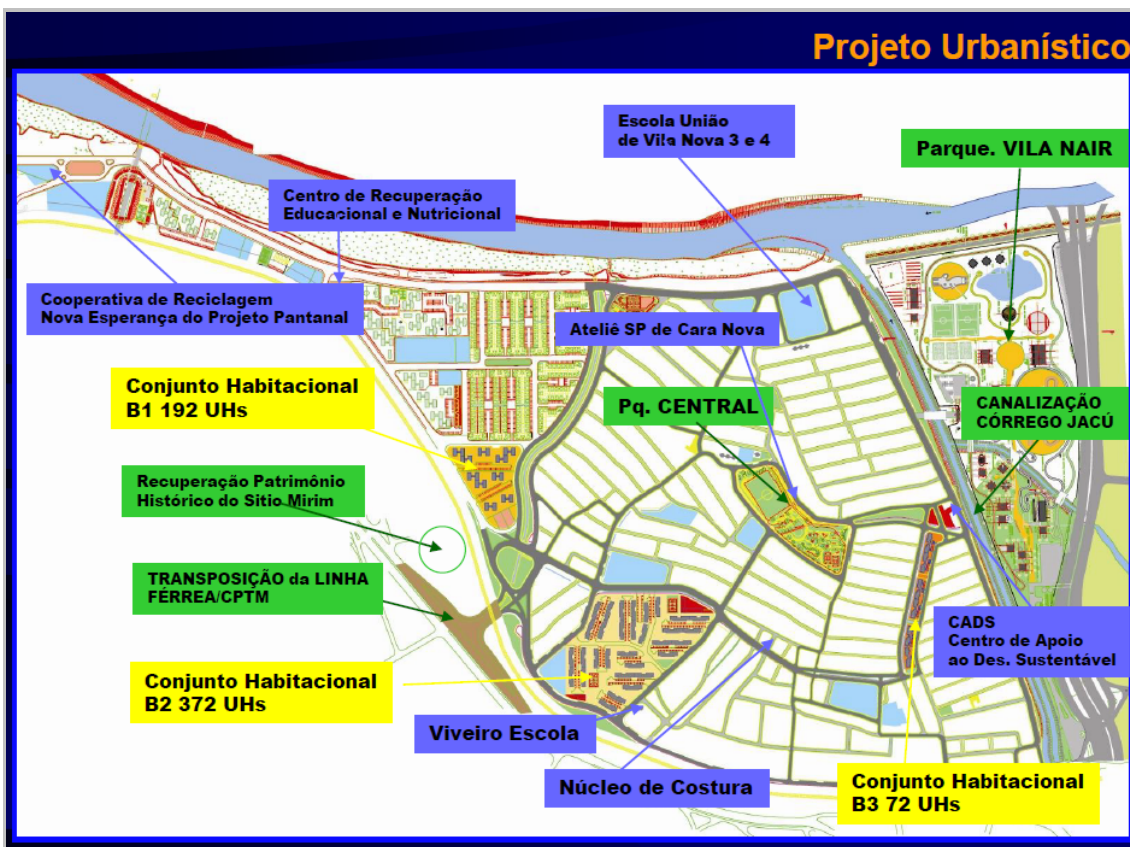 Projeto Urbanístico
Escola União
de Vila Nova 3 e 4
Parque. VILA NAIR
Centro de Recuperação
Educacional e Nutricional
Cooperativa de Reciclagem
Nova Esperança do Projeto Pantanal
Ateliê SP de Cara Nova
Conjunto Habitacional
B1 192 UHs
Pq. CENTRAL
CANALIZAÇÃO
CÓRREGO JACÚ
Recuperação Patrimônio
Histórico do Sitio Mirim
TRANSPOSIÇÃO da LINHA
FÉRREA/CPTM
CADS
Centro de Apoio
ao Des. Sustentável
Conjunto Habitacional
B2 372 UHs
Viveiro Escola
Núcleo de Costura
Conjunto Habitacional
B3 72 UHs